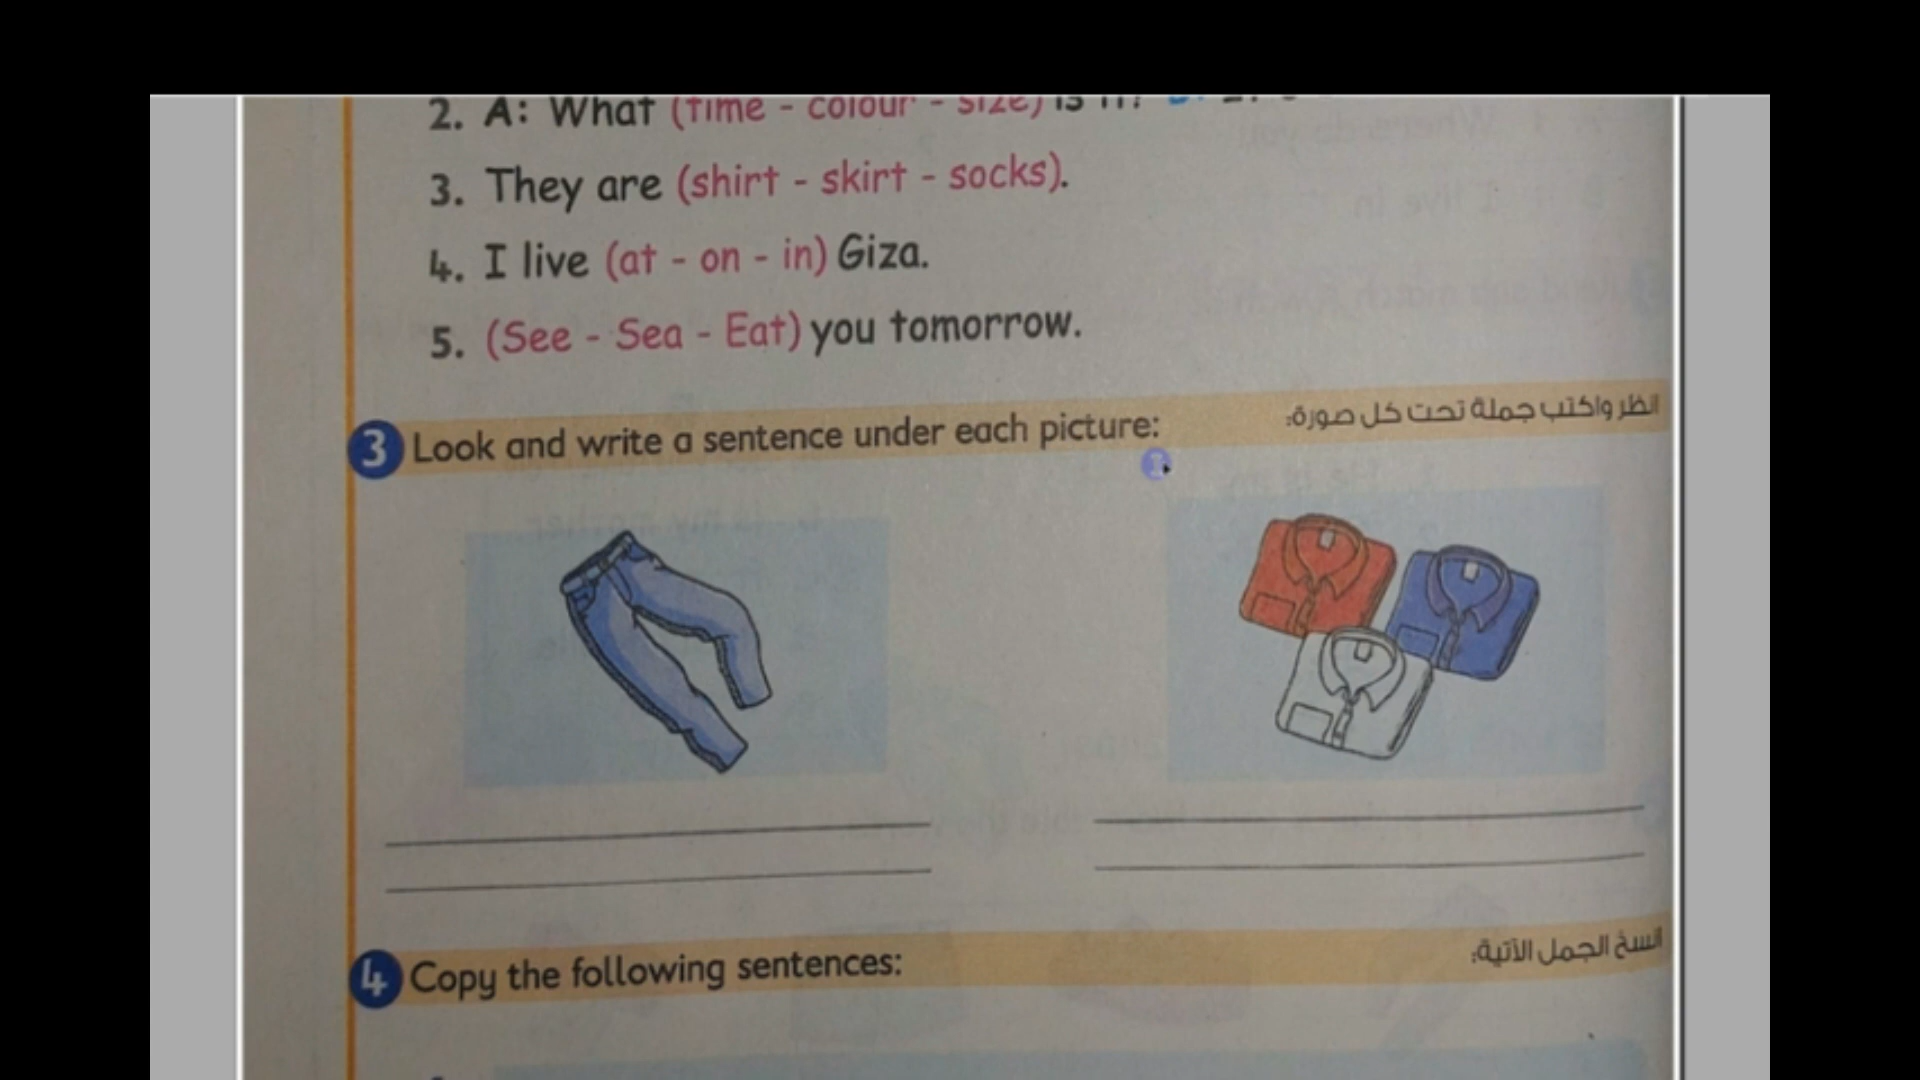 2. A: What (time - colour - size) is it?
3. They are (shirt - skirt - socks).
4. I live (at - on - in) Giza.
5. (See - Sea - Eat) you tomorrow.
3 Look and write a sentence under each picture: انظر واكتب جملة تحت كل صورة:
4 Copy the following sentences: انسخ الجمل الآتية: